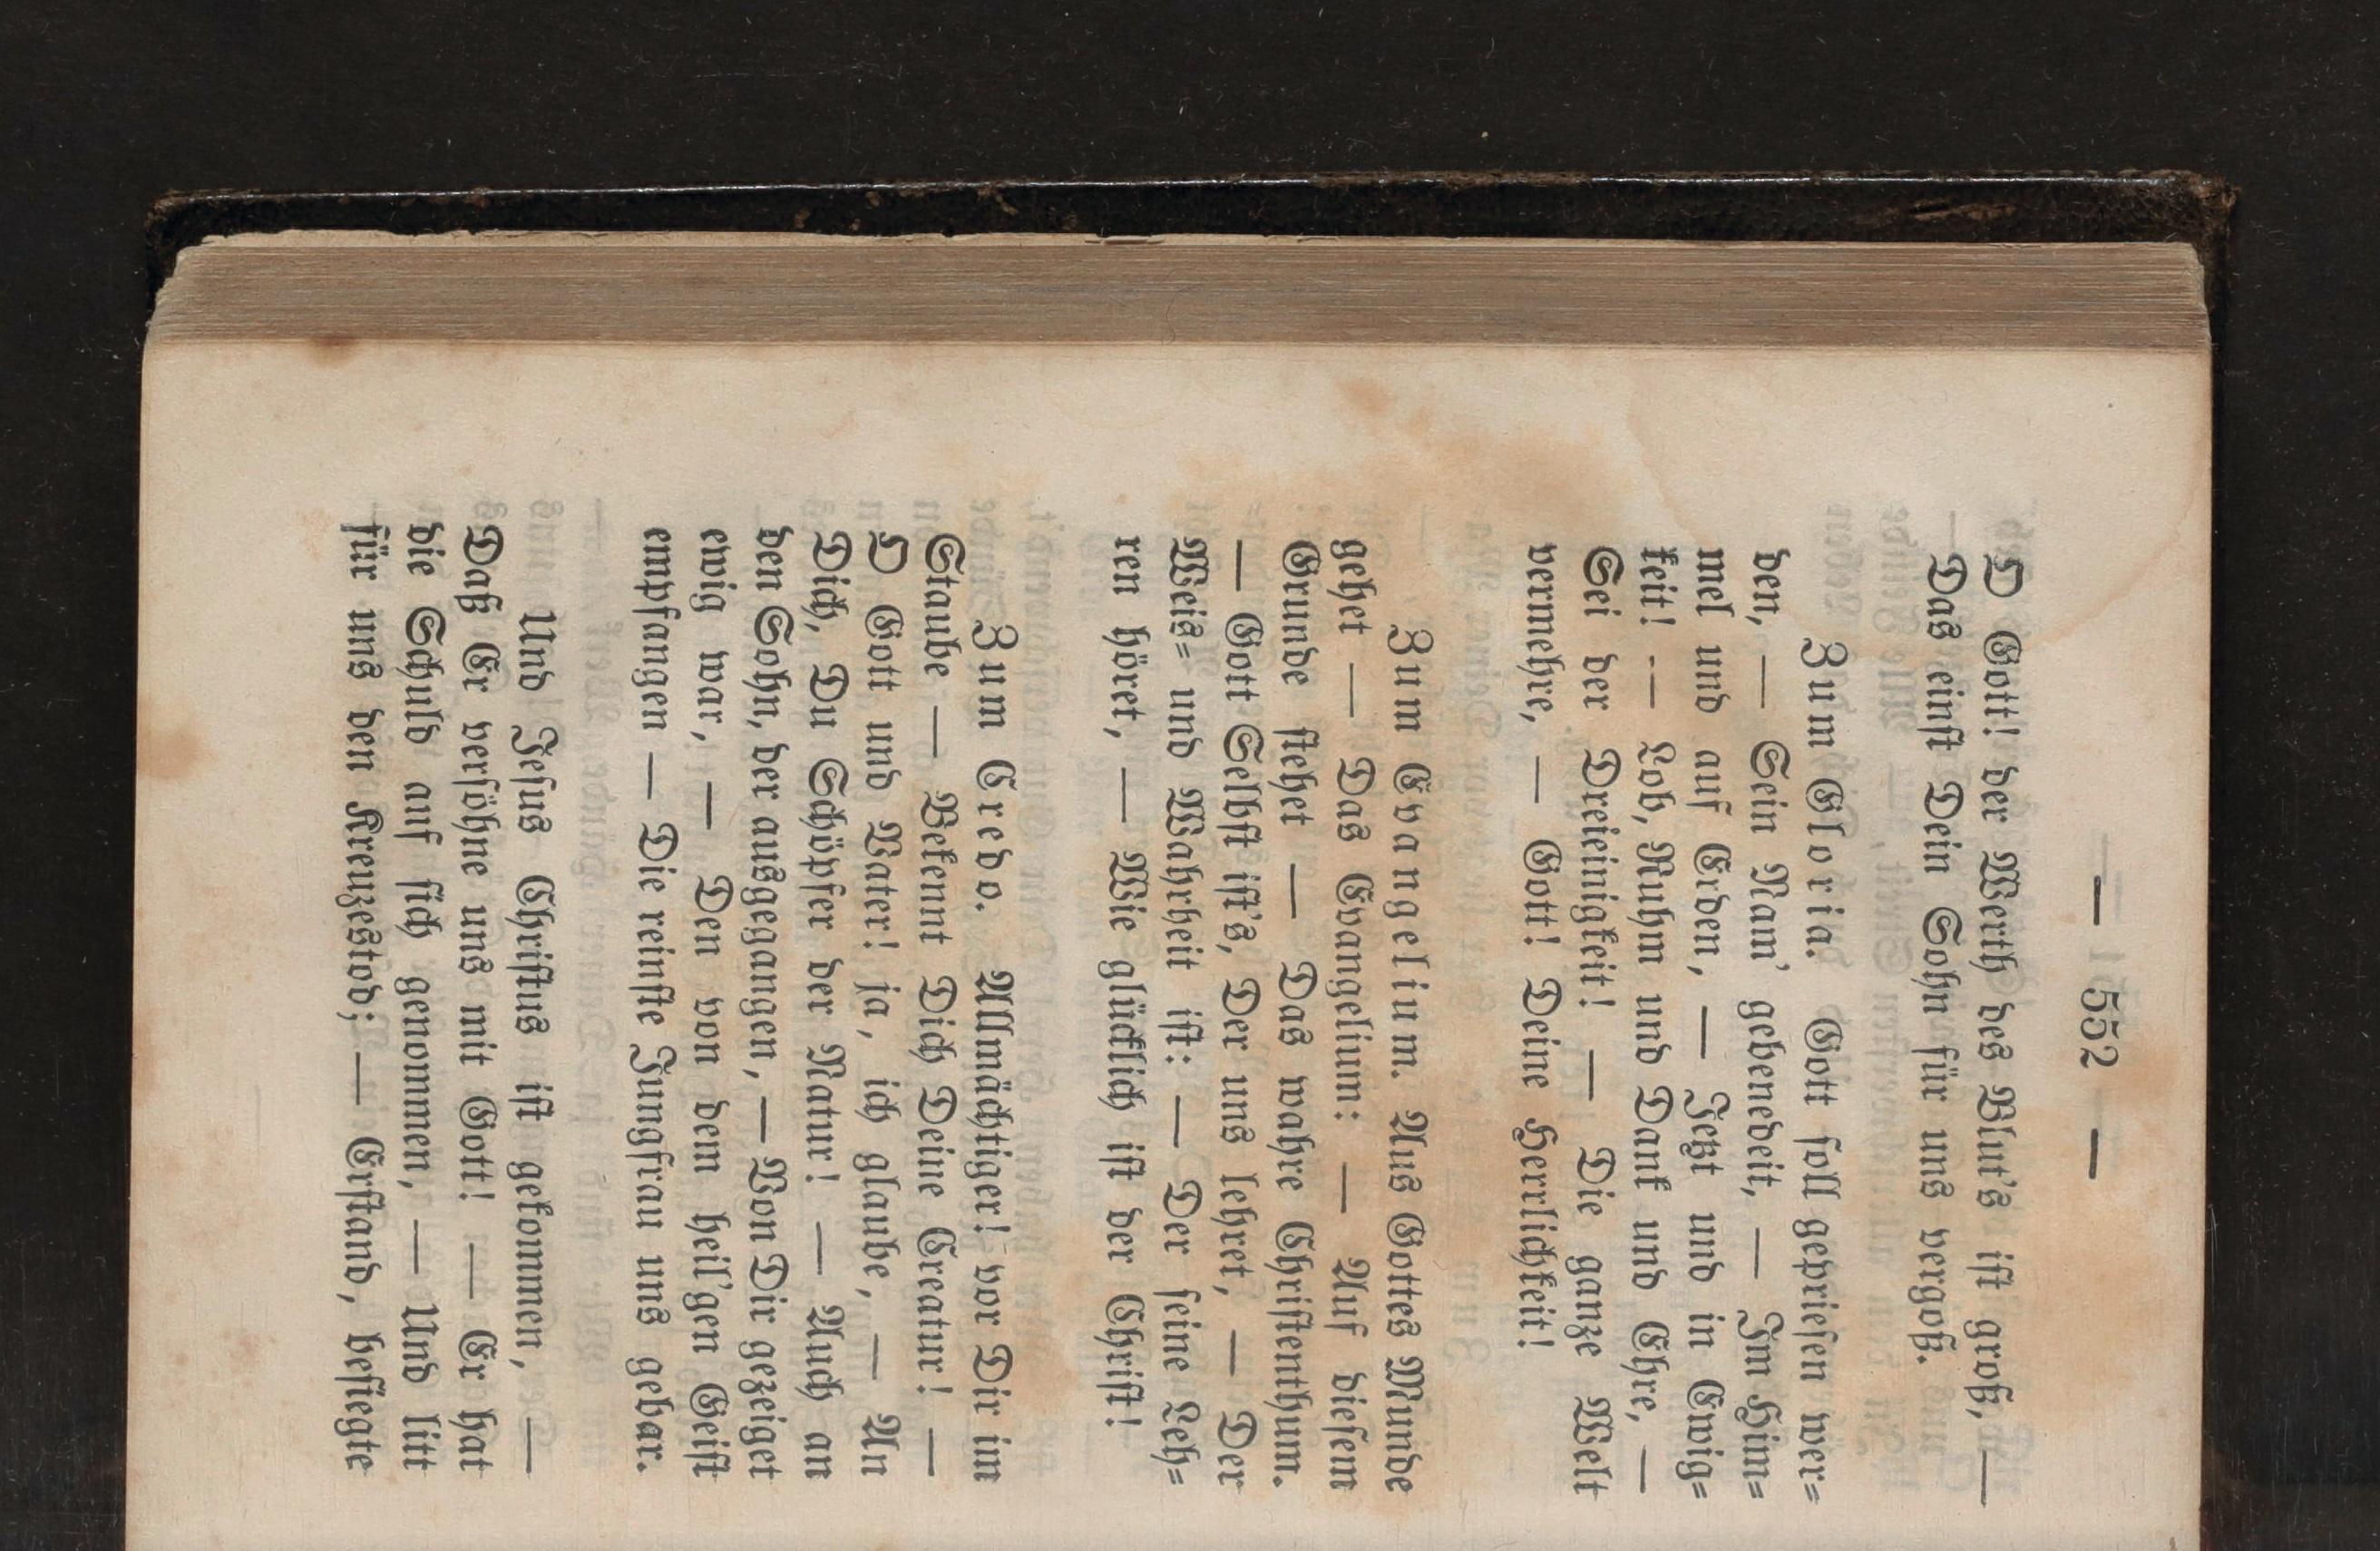 — 552 —
O Gott! der Werth des Blut's ist groß, —
Das einst Dein Sohn für uns vergoß.
Zum Gloria. Gott soll gepriesen wer=
den, — Sein Nam' gebenedeit, — Im Him=
mel und auf Erden, — Jetzt und in Ewig=
keit! — Lob, Ruhm und Dank und Ehre, —
Sei der Dreieinigkeit! — Die ganze Welt
vermehre, — Gott! Deine Herrlichkeit!
Zum Evangelium. Aus Gottes Munde
gehet — Das Evangelium: — Auf diesem
Grunde stehet — Das wahre Christenthum.
— Gott Selbst ist's, Der uns lehret, — Der
Weis= und Wahrheit ist: — Der seine Leh=
ren höret, — Wie glücklich ist der Christ!
Zum Credo. Allmächtiger! vor Dir im
Staube — Bekennt Dich Deine Creatur! —
O Gott und Vater! ja, ich glaube, — An
Dich, Du Schöpfer der Natur! — Auch an
den Sohn, der ausgegangen, — Von Dir gezeiget
ewig war, — Den von dem heil'gen Geist
empfangen — Die reinste Jungfrau uns gebar.
Und Jesus Christus ist gekommen, —
Daß Er versöhne uns mit Gott! — Er hat
die Schuld auf sich genommen, — Und litt
für uns den Kreuzestod; — Erstand, besiegte